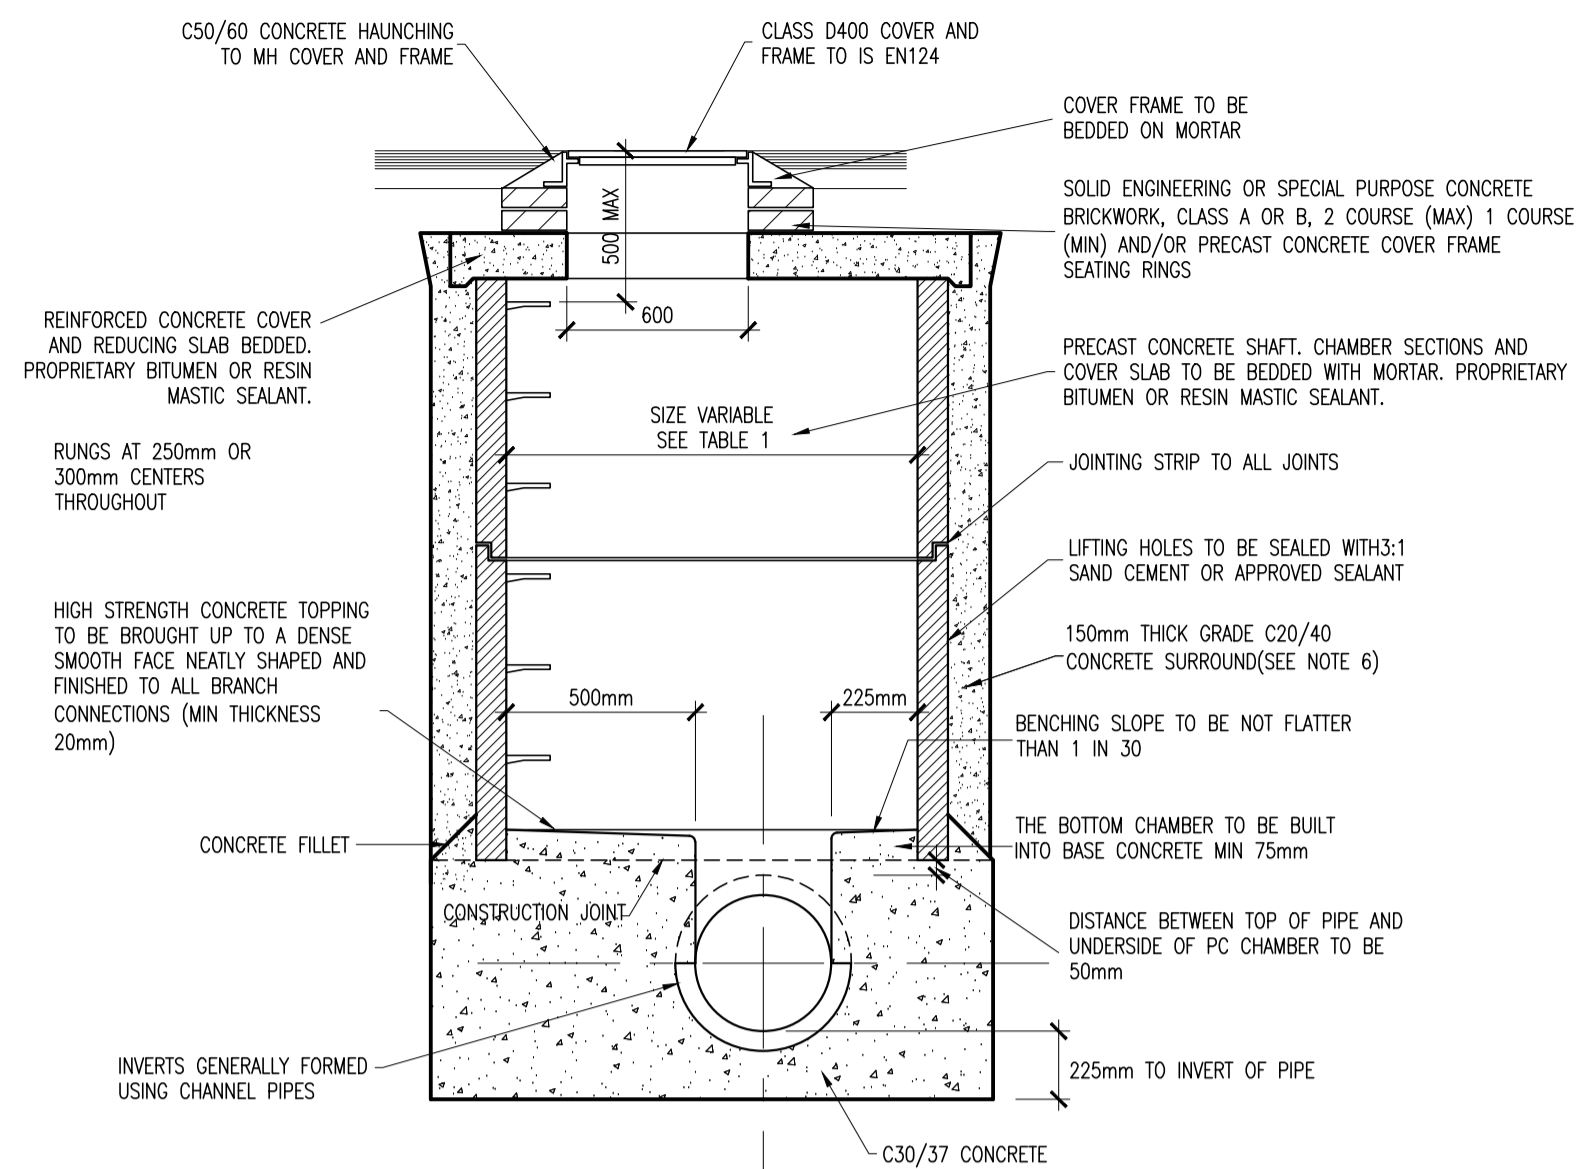 C50/60 CONCRETE HAUNCHING
TO MH COVER AND FRAME
CLASS D400 COVER AND
FRAME TO IS EN124
COVER FRAME TO BE
BEDDED ON MORTAR
SOLID ENGINEERING OR SPECIAL PURPOSE CONCRETE
BRICKWORK, CLASS A OR B, 2 COURSE (MAX) 1 COURSE
(MIN) AND/OR PRECAST CONCRETE COVER FRAME
SEATING RINGS
500 MAX
600
REINFORCED CONCRETE COVER
AND REDUCING SLAB BEDDED.
PROPRIETARY BITUMEN OR RESIN
MASTIC SEALANT.
PRECAST CONCRETE SHAFT. CHAMBER SECTIONS AND
COVER SLAB TO BE BEDDED WITH MORTAR. PROPRIETARY
BITUMEN OR RESIN MASTIC SEALANT.
SIZE VARIABLE
SEE TABLE 1
RUNGS AT 250mm OR
300mm CENTERS
THROUGHOUT
JOINTING STRIP TO ALL JOINTS
LIFTING HOLES TO BE SEALED WITH3:1
SAND CEMENT OR APPROVED SEALANT
HIGH STRENGTH CONCRETE TOPPING
TO BE BROUGHT UP TO A DENSE
SMOOTH FACE NEATLY SHAPED AND
FINISHED TO ALL BRANCH
CONNECTIONS (MIN THICKNESS
20mm)
150mm THICK GRADE C20/40
CONCRETE SURROUND(SEE NOTE 6)
500mm
225mm
BENCHING SLOPE TO BE NOT FLATTER
THAN 1 IN 30
CONCRETE FILLET
THE BOTTOM CHAMBER TO BE BUILT
INTO BASE CONCRETE MIN 75mm
CONSTRUCTION JOINT
DISTANCE BETWEEN TOP OF PIPE AND
UNDERSIDE OF PC CHAMBER TO BE
50mm
INVERTS GENERALLY FORMED
USING CHANNEL PIPES
225mm TO INVERT OF PIPE
C30/37 CONCRETE